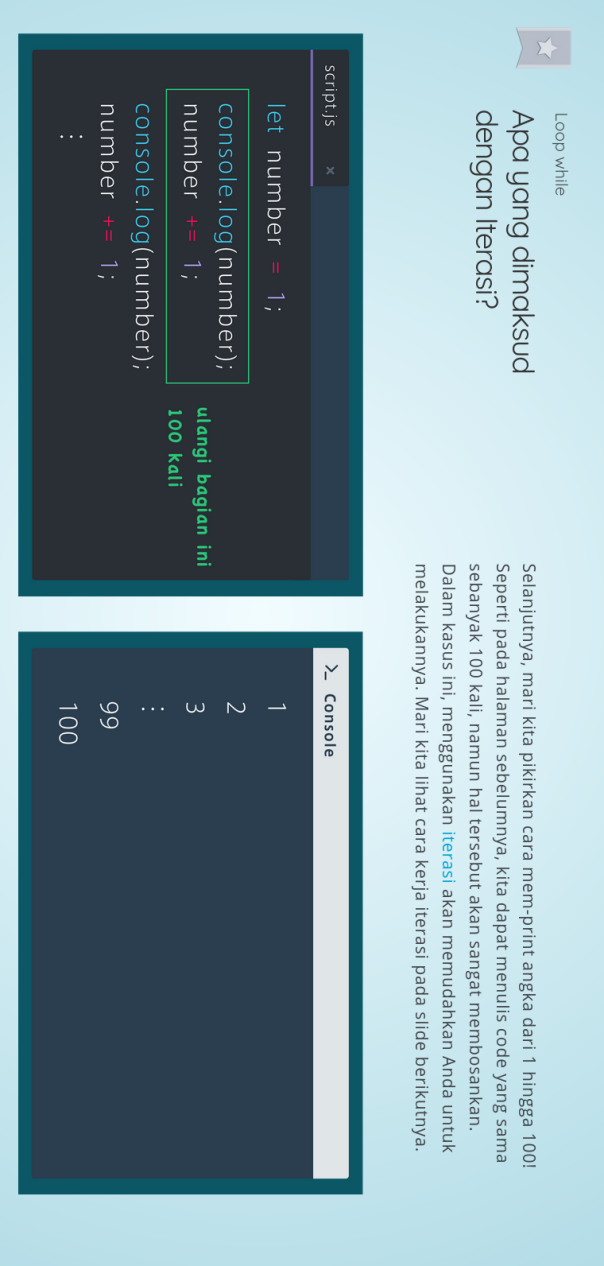 Loop while
Apa yang dimaksud
dengan Iterasi?
Selanjutnya, mari kita pikirkan cara mem-print angka dari 1 hingga 100!
Seperti pada halaman sebelumnya, kita dapat menulis code yang sama
sebanyak 100 kali, namun hal tersebut akan sangat membosankan.
Dalam kasus ini, menggunakan iterasi akan memudahkan Anda untuk
melakukannya. Mari kita lihat cara kerja iterasi pada slide berikutnya.
script.js ×
let number = 1;
console.log(number);
number += 1;
console.log(number);
number += 1;
:
ulangi bagian ini
100 kali
>_ Console
1
2
3
:
99
100